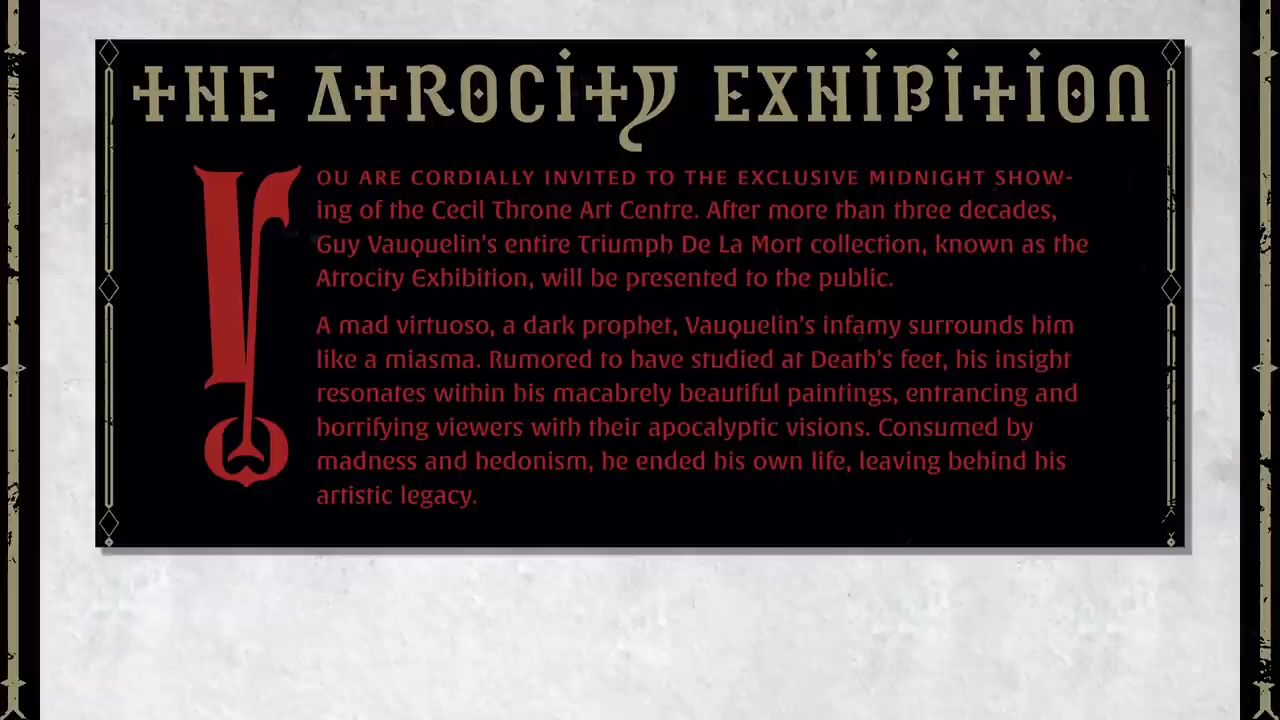 THE ATROCITY EXHIBITION
YOU ARE CORDIALLY INVITED TO THE EXCLUSIVE MIDNIGHT SHOW-
ing of the Cecil Throne Art Centre. After more than three decades,
Guy Vauquelin's entire Triumph De La Mort collection, known as the
Atrocity Exhibition, will be presented to the public.
A mad virtuoso, a dark prophet, Vauquelin's infamy surrounds him
like a miasma. Rumored to have studied at Death's feet, his insight
resonates within his macabrely beautiful paintings, entrancing and
horrifying viewers with their apocalyptic visions. Consumed by
madness and hedonism, he ended his own life, leaving behind his
artistic legacy.